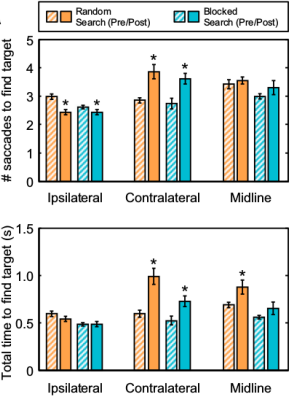 Random
Search (Pre/Post)
Blocked
Search (Pre/Post)
# saccades to find target
5
4
3
2
1
0
* * * *
Ipsilateral Contralateral Midline
Total time to find target (s)
1.5
1.0
0.5
0
* * *
Ipsilateral Contralateral Midline